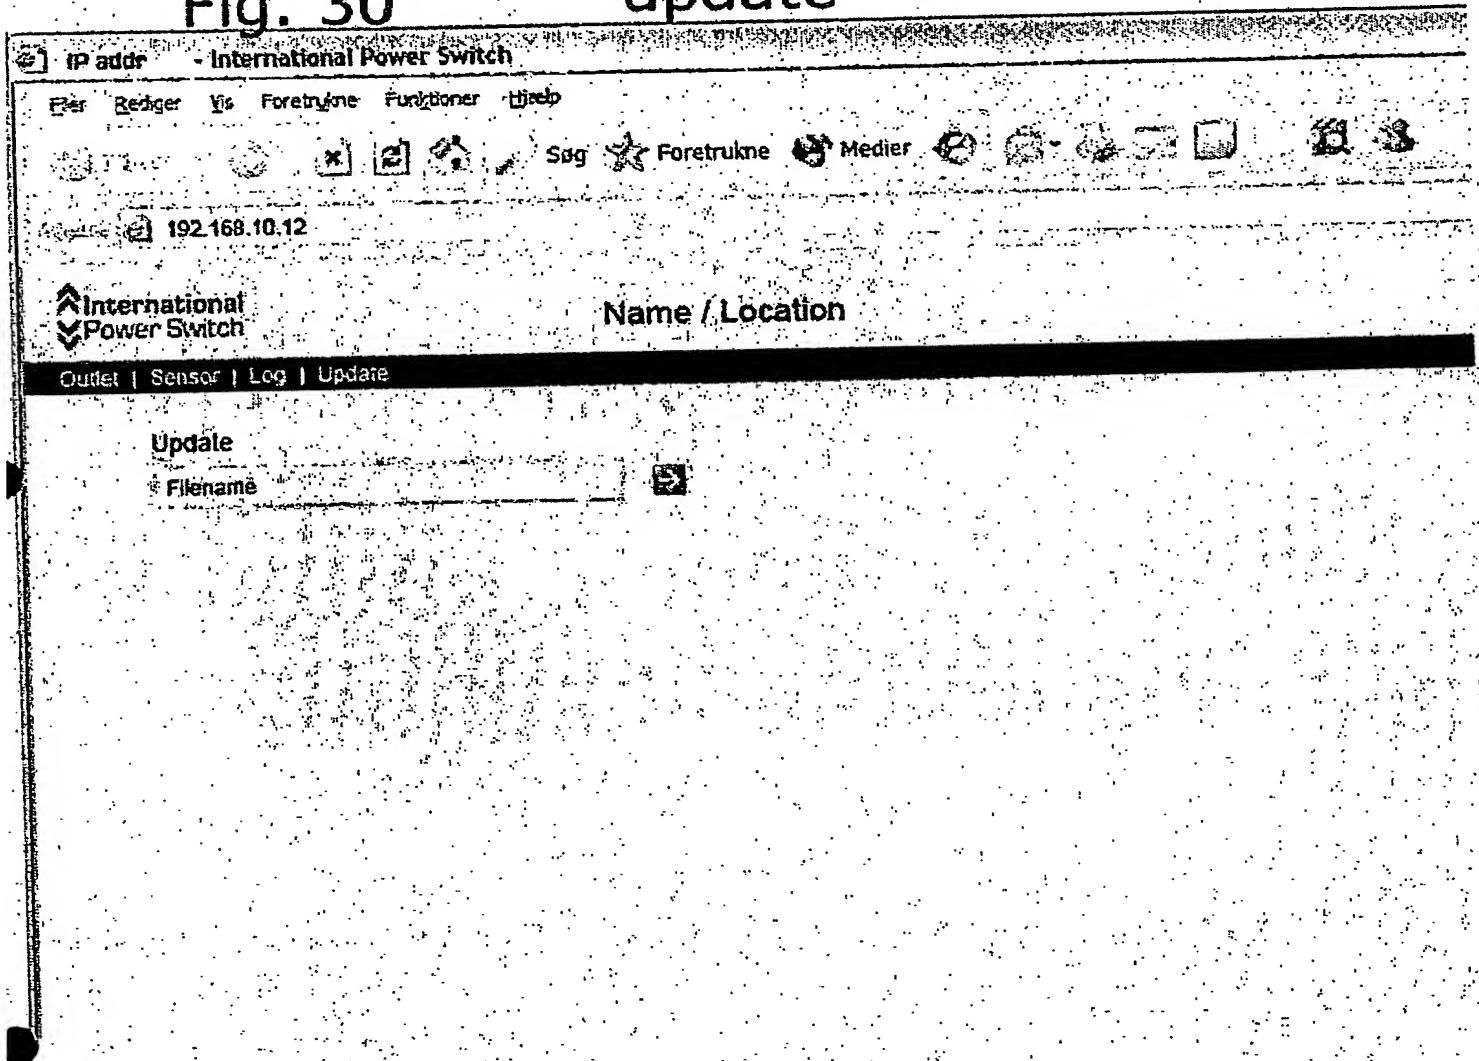 Fig. 30 update
IP addr - International Power Switch
Filer Rediger Vis Foretrukne Funktioner Hjælp
Søg Foretrukne Medier
192.168.10.12
International
Power Switch
Name / Location
Outlet | Sensor | Log | Update
Update
Filename